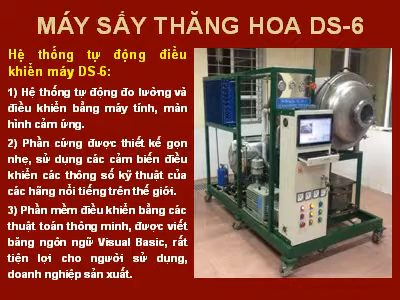 MÁY SẤY THĂNG HOA DS-6
Hệ thống tự động điều
khiển máy DS-6:
1) Hệ thống tự động đo lường và
điều khiển bằng máy tính, màn
hình cảm ứng.
2) Phần cứng được thiết kế gọn
nhẹ, sử dụng các cảm biến điều
khiển các thông số kỹ thuật của
các hãng nổi tiếng trên thế giới.
3) Phần mềm điều khiển bằng các
thuật toán thông minh, được viết
bằng ngôn ngữ Visual Basic, rất
tiện lợi cho người sử dụng,
doanh nghiệp sản xuất.